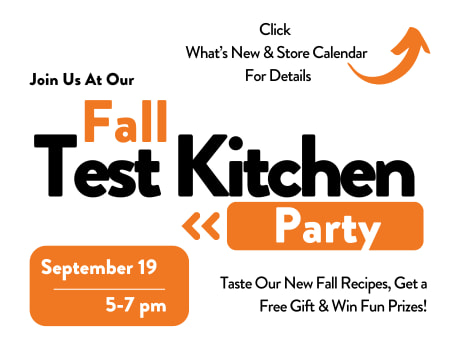 Click
What's New & Store Calendar
For Details
Join Us At Our
Fall
Test Kitchen
Party
September 19
5-7 pm
Taste Our New Fall Recipes, Get a
Free Gift & Win Fun Prizes!